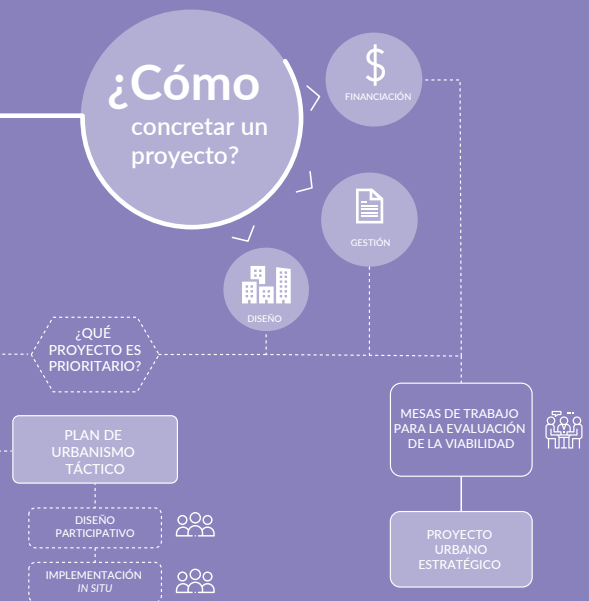 ¿Cómo
concretar un
proyecto?
$
FINANCIACIÓN
GESTIÓN
DISEÑO
¿QUÉ
PROYECTO ES
PRIORITARIO?
MESAS DE TRABAJO
PARA LA EVALUACIÓN
DE LA VIABILIDAD
PLAN DE
URBANISMO
TÁCTICO
DISEÑO
PARTICIPATIVO
PROYECTO
URBANO
ESTRATÉGICO
IMPLEMENTACIÓN
IN SITU